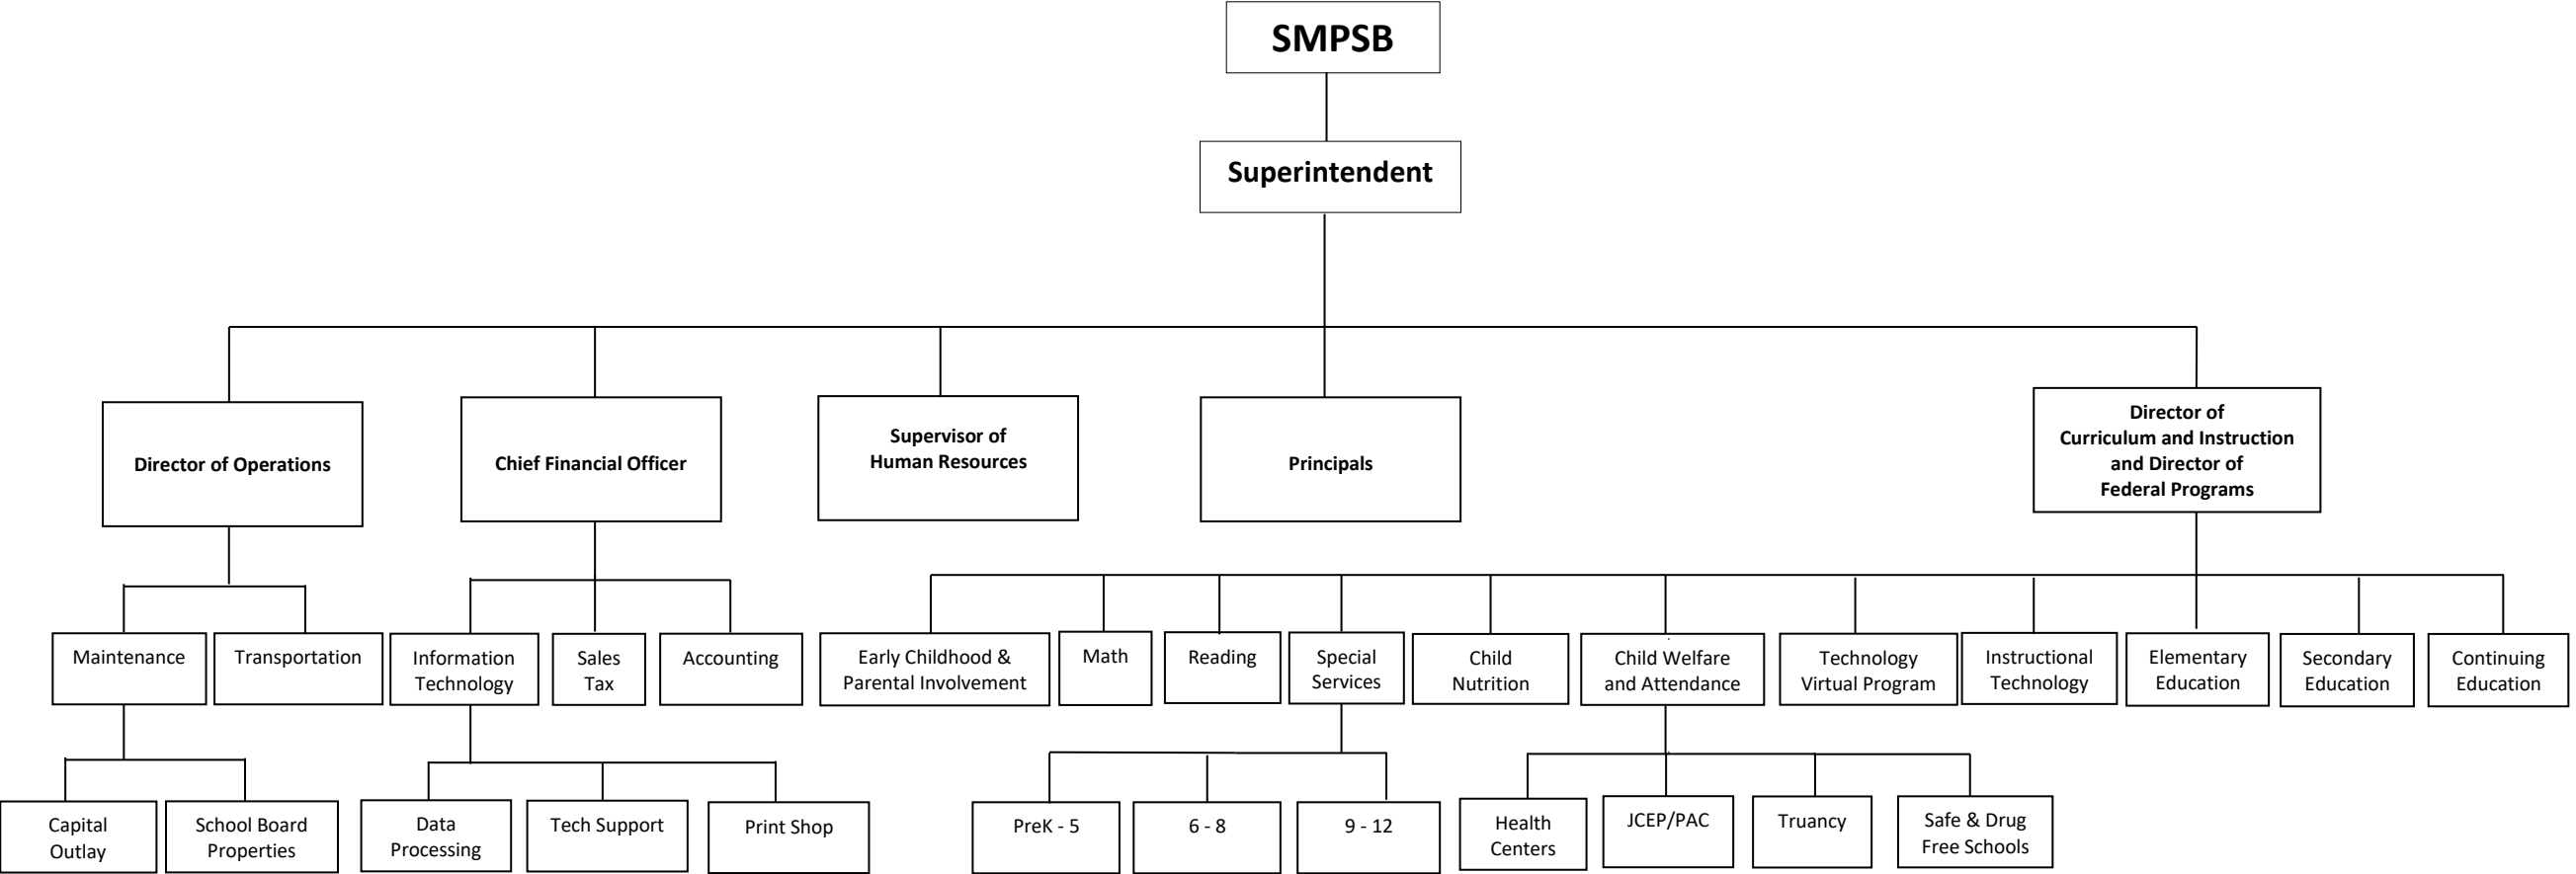 SMPSB
Superintendent
Director of Operations
Chief Financial Officer
Supervisor of
Human Resources
Principals
Director of
Curriculum and Instruction
and Director of
Federal Programs
Maintenance
Transportation
Information
Technology
Sales
Tax
Accounting
Early Childhood &
Parental Involvement
Math
Reading
Special
Services
Child
Nutrition
Child Welfare
and Attendance
Technology
Virtual Program
Instructional
Technology
Elementary
Education
Secondary
Education
Continuing
Education
Capital
Outlay
School Board
Properties
Data
Processing
Tech Support
Print Shop
PreK - 5
6 - 8
9 - 12
Health
Centers
JCEP/PAC
Truancy
Safe & Drug
Free Schools